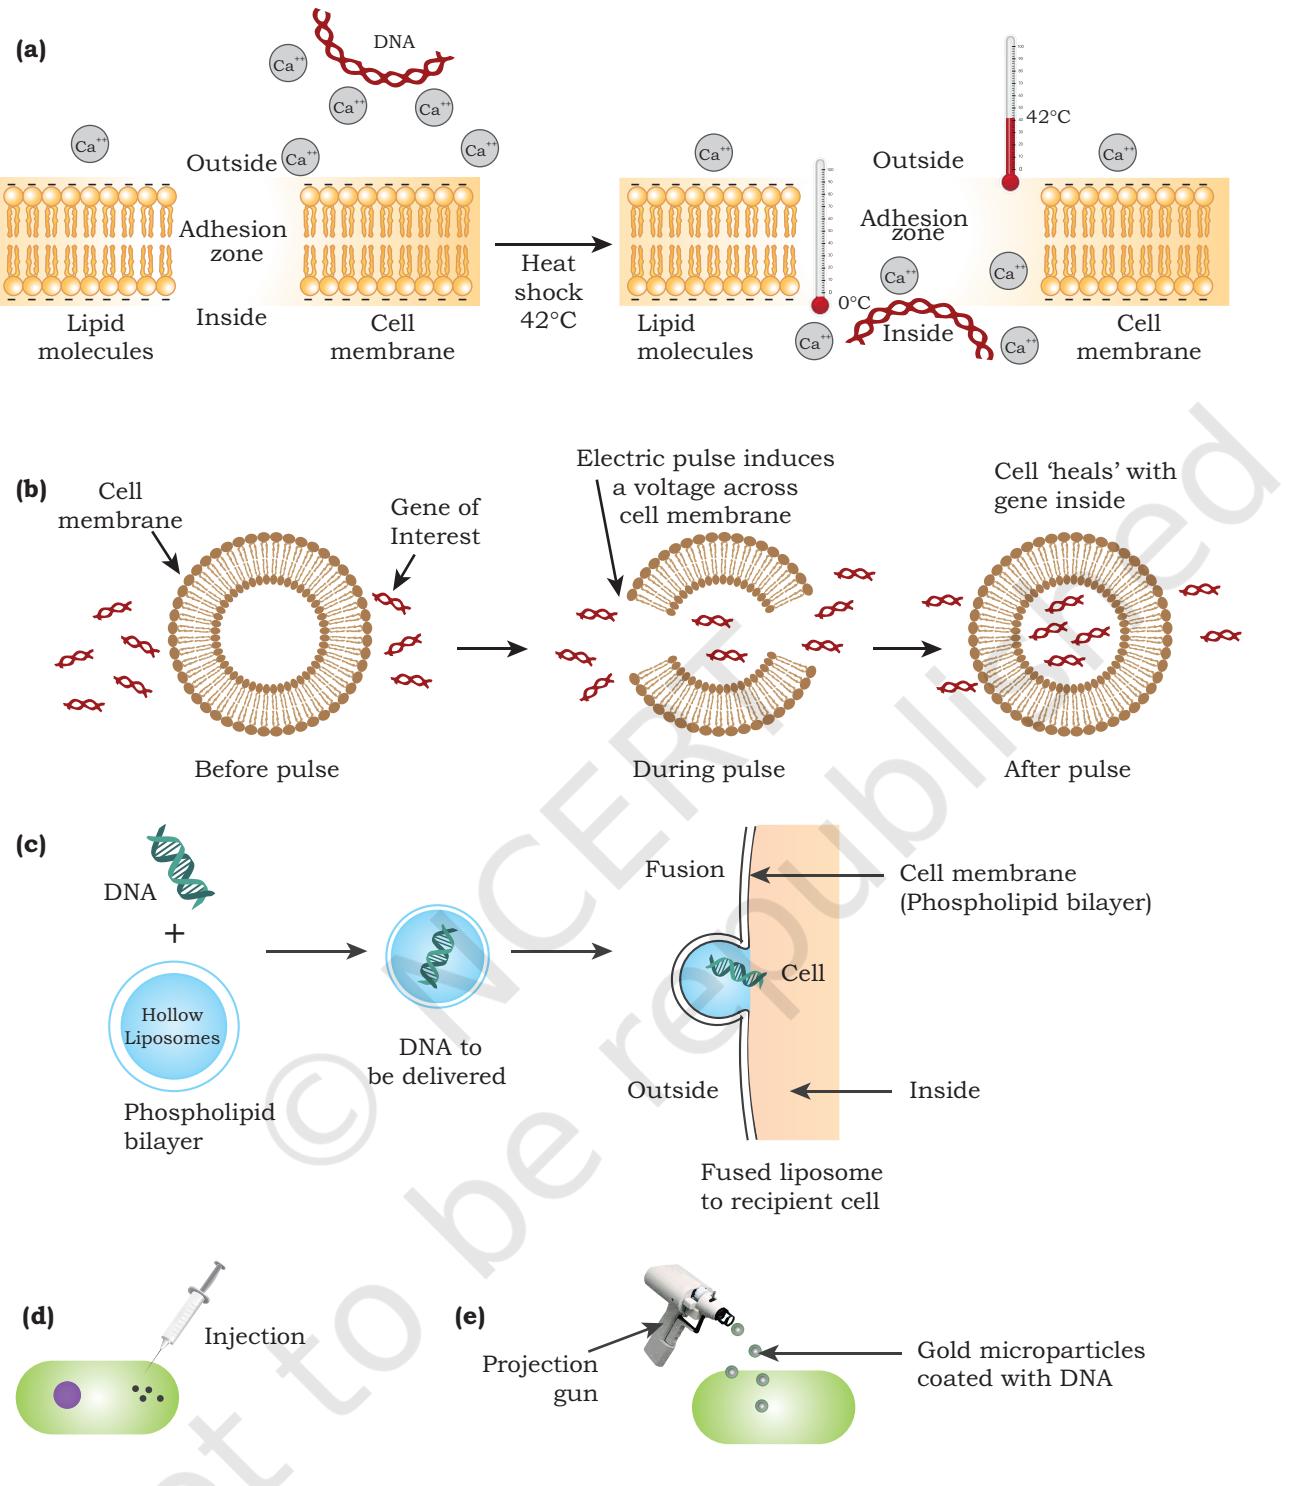 (a)
DNA
Ca++
Ca++
Ca++
Ca++
Ca++
Ca++
Outside
Adhesion
zone
Inside
Lipid
molecules
Cell
membrane
Heat
shock
42°C
Ca++
Outside
42°C
Ca++
Adhesion
zone
Ca++
Ca++
0°C
Ca++
Inside
Ca++
Lipid
molecules
Cell
membrane
(b)
Cell
membrane
Gene of
Interest
Electric pulse induces
a voltage across
cell membrane
Cell ‘heals’ with
gene inside
Before pulse
During pulse
After pulse
(c)
DNA
+
Hollow
Liposomes
Phospholipid
bilayer
DNA to
be delivered
Fusion
Cell membrane
(Phospholipid bilayer)
Cell
Outside
Inside
Fused liposome
to recipient cell
(d)
Injection
(e)
Projection
gun
Gold microparticles
coated with DNA
© NCERT
not to be republished